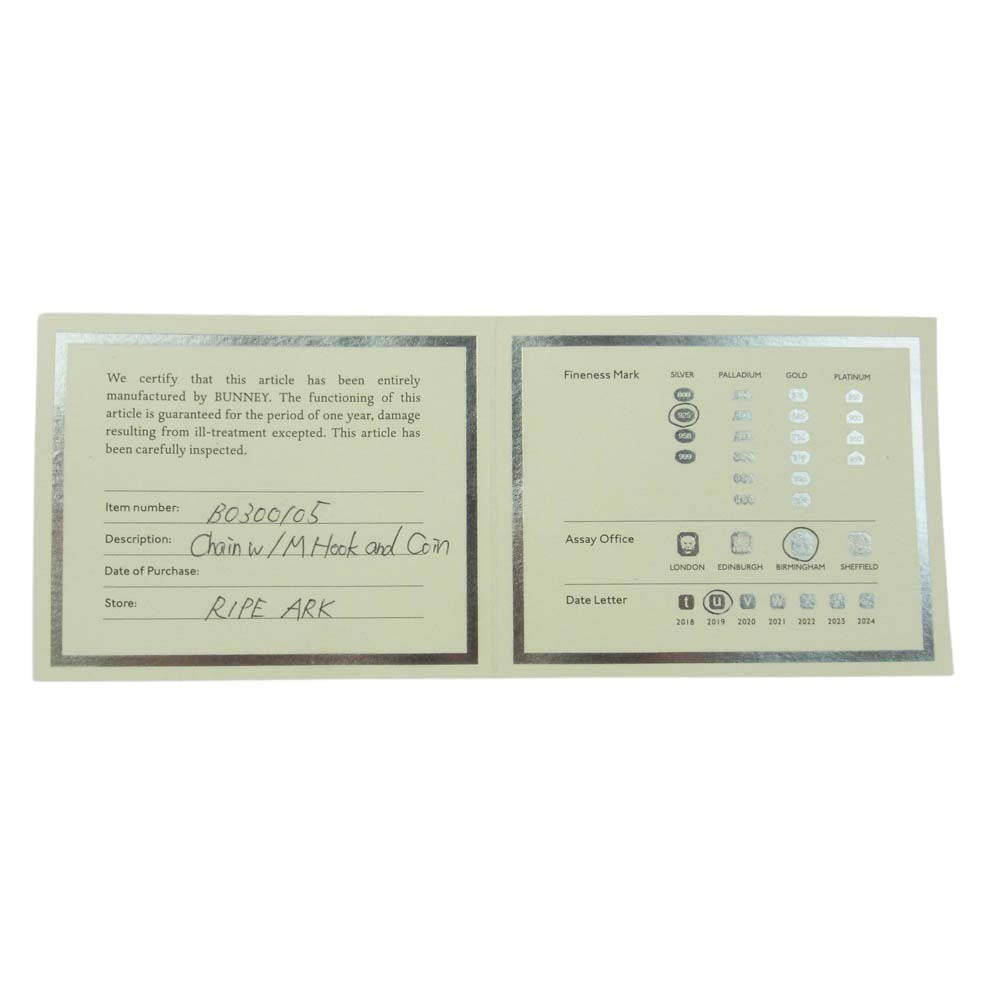 We certify that this article has been entirely
manufactured by BUNNEY. The functioning of this
article is guaranteed for the period of one year, damage
resulting from ill-treatment excepted. This article has
been carefully inspected.
Item number: B0300105
Description: Chain w/ M Hook and Coin
Date of Purchase:
Store: RIPE ARK
Fineness Mark SILVER PALLADIUM GOLD PLATINUM
800
925 900
958 950
999
Assay Office
LONDON EDINBURGH BIRMINGHAM SHEFFIELD
Date Letter t u v w x
2018 2019 2020 2021 2022 2023 2024